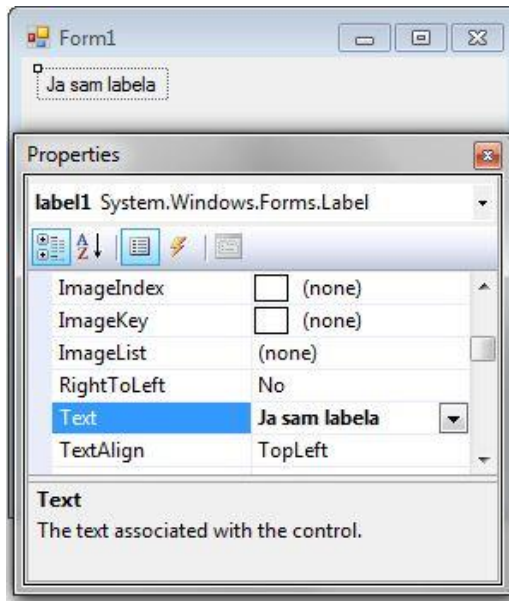 Form1
Ja sam labela
Properties
label1 System.Windows.Forms.Label
A
Z
ImageIndex (none)
ImageKey (none)
ImageList (none)
RightToLeft No
Text Ja sam labela
TextAlign TopLeft
Text
The text associated with the control.